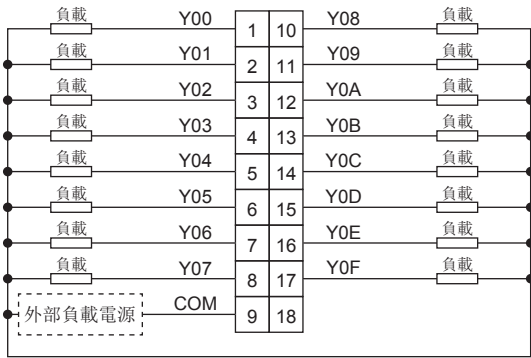 負載 Y00 1 10 Y08 負載
負載 Y01 2 11 Y09 負載
負載 Y02 3 12 Y0A 負載
負載 Y03 4 13 Y0B 負載
負載 Y04 5 14 Y0C 負載
負載 Y05 6 15 Y0D 負載
負載 Y06 7 16 Y0E 負載
負載 Y07 8 17 Y0F 負載
外部負載電源 COM 9 18